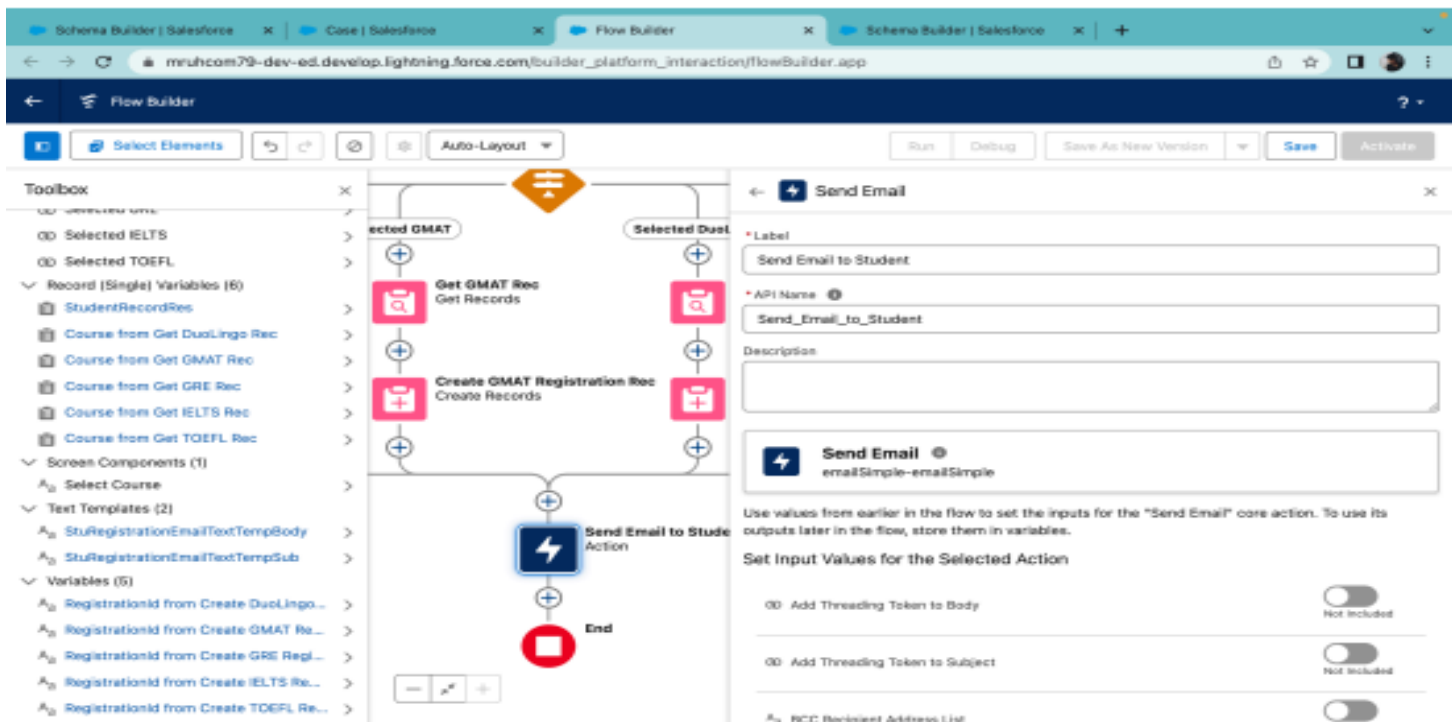 Schema Builder | Salesforce
Case | Salesforce
Flow Builder
Schema Builder | Salesforce
mruhcom79-dev-ed.develop.lightning.force.com/builder_platform_interaction/flowBuilder.app
Flow Builder
?
Select Elements
Auto-Layout
Run
Debug
Save As New Version
Save
Activate
Toolbox
Selected GRE
Selected IELTS
Selected TOEFL
Record (Single) Variables (6)
StudentRecordRes
Course from Get DuoLingo Rec
Course from Get GMAT Rec
Course from Get GRE Rec
Course from Get IELTS Rec
Course from Get TOEFL Rec
Screen Components (1)
Select Course
Text Templates (2)
StuRegistrationEmailTextTempBody
StuRegistrationEmailTextTempSub
Variables (5)
RegistrationId from Create DuoLingo...
RegistrationId from Create GMAT Re...
RegistrationId from Create GRE Regi...
RegistrationId from Create IELTS Re...
RegistrationId from Create TOEFL Re...
ected GMAT
Selected DuoL
Get GMAT Rec
Get Records
Create GMAT Registration Rec
Create Records
Send Email to Stude
Action
End
Send Email
*Label
Send Email to Student
*API Name
Send_Email_to_Student
Description
Send Email
emailSimple-emailSimple
Use values from earlier in the flow to set the inputs for the "Send Email" core action. To use its
outputs later in the flow, store them in variables.
Set Input Values for the Selected Action
Add Threading Token to Body
Not Included
Add Threading Token to Subject
Not Included
BCC Recipient Address List